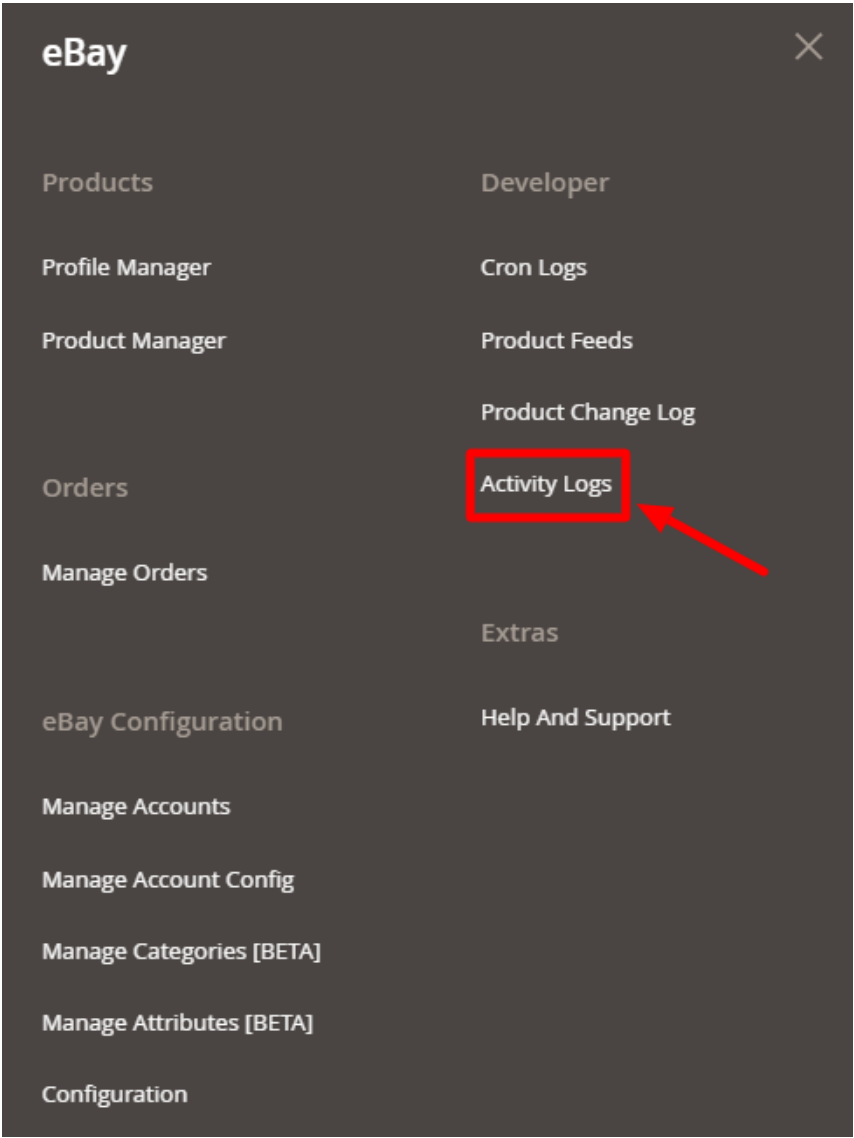 eBay
Products
Profile Manager
Product Manager
Orders
Manage Orders
eBay Configuration
Manage Accounts
Manage Account Config
Manage Categories [BETA]
Manage Attributes [BETA]
Configuration
Developer
Cron Logs
Product Feeds
Product Change Log
Activity Logs
Extras
Help And Support